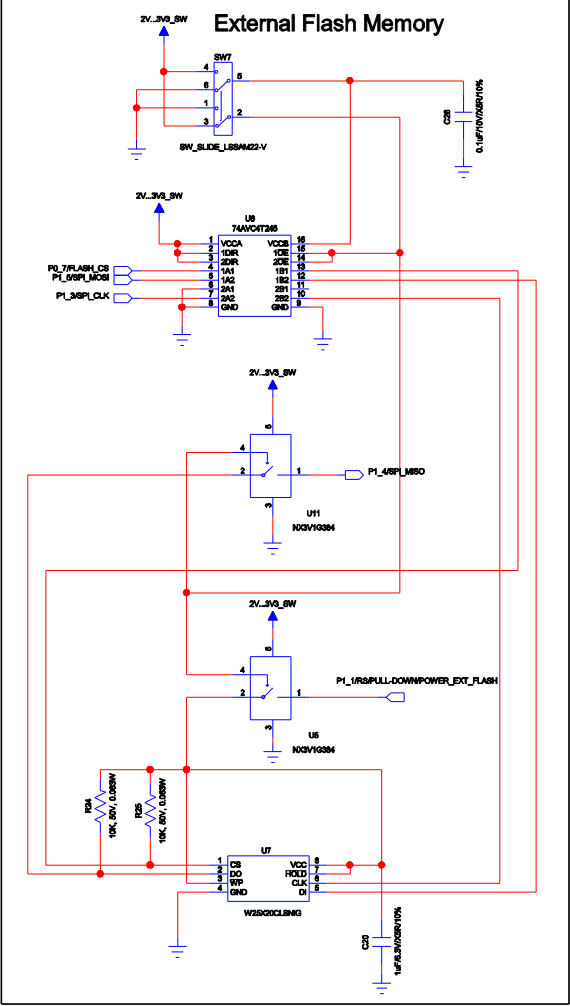 External Flash Memory
2V...3V3_SW
SW7
4
6
1
3
5
2
SW_SLIDE_LSSAM22-V
C26
0.1uF/10V/X5R/10%
2V...3V3_SW
U6
74AVC4T245
1 VCCA VCCB 16
2 1DIR 1OE 15
3 2DIR 2OE 14
4 1A1 1B1 13
5 1A2 1B2 12
6 2A1 2B1 11
7 2A2 2B2 10
8 GND GND 9
P0_7/FLASH_CS
P1_5/SPI_MOSI
P1_3/SPI_CLK
2V...3V3_SW
5
4
2
1
3
P1_4/SPI_MISO
U11
NX3V1G384
2V...3V3_SW
5
4
2
1
3
P1_1/RS/PULL-DOWN/POWER_EXT_FLASH
U5
NX3V1G384
R24
10K, 50V, 0.063W
R25
10K, 50V, 0.063W
U7
1 CS VCC 8
2 DO HOLD 7
3 WP CLK 6
4 GND DI 5
W25X20CLSNIG
C20
1uF/6.3V/X5R/10%